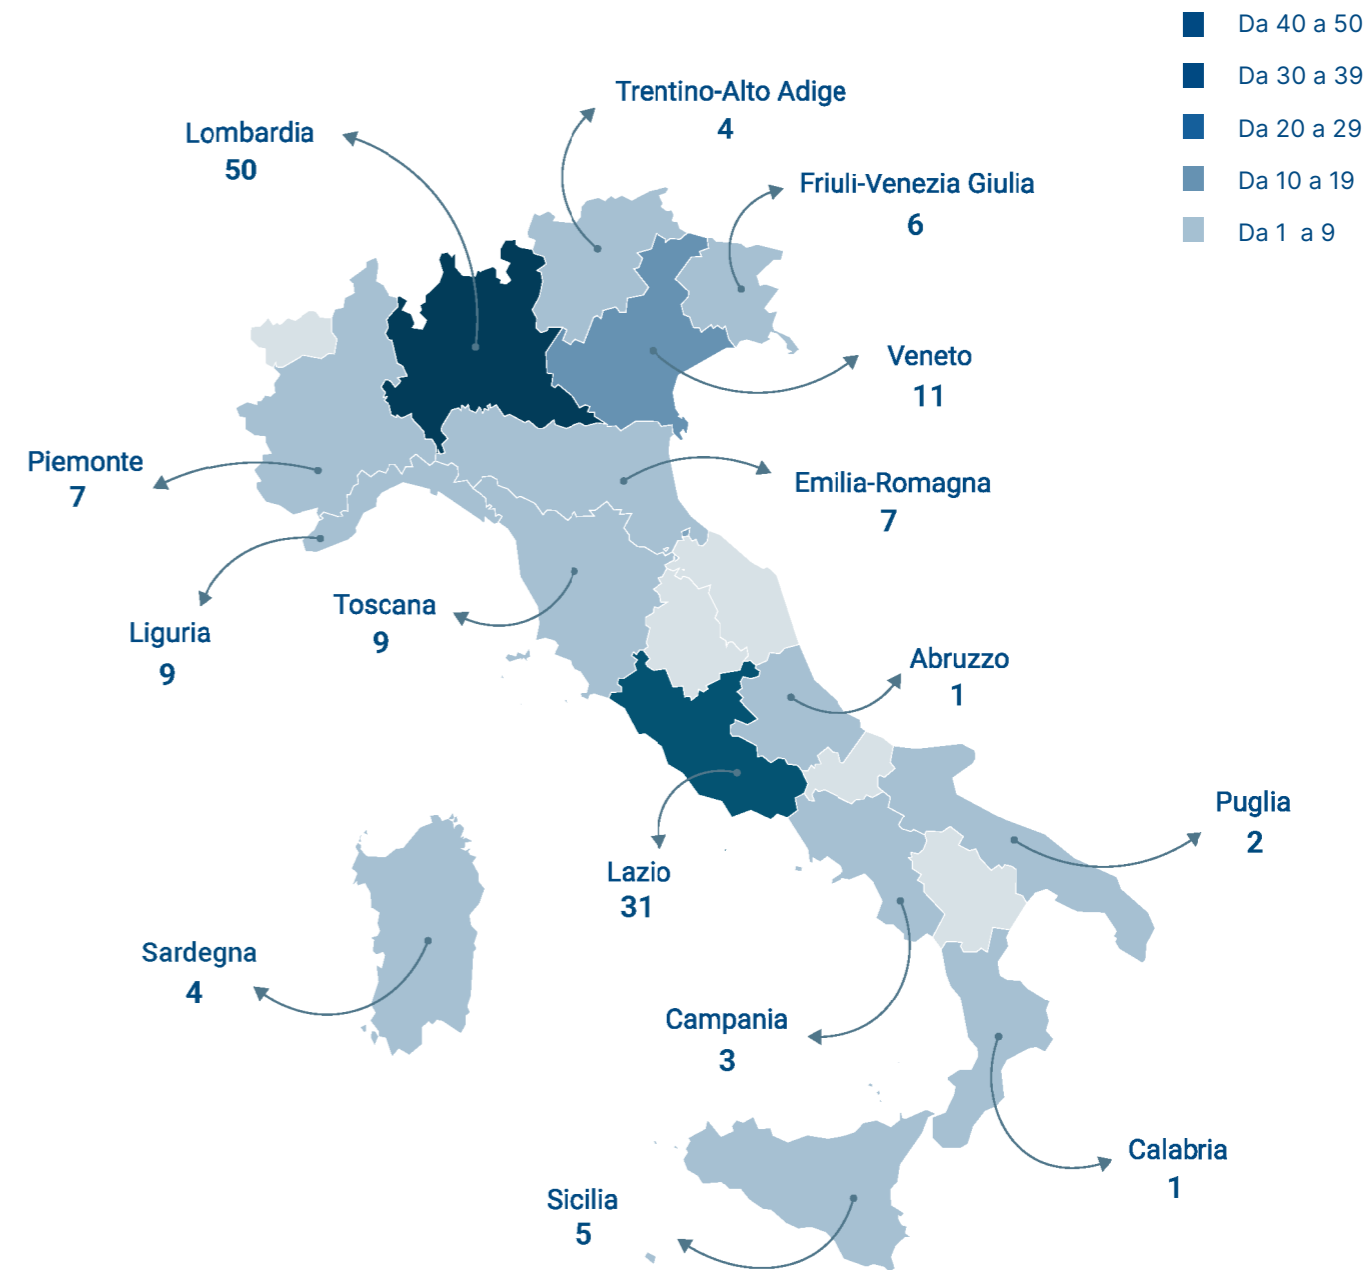 Da 40 a 50
Da 30 a 39
Da 20 a 29
Da 10 a 19
Da 1 a 9
Trentino-Alto Adige
4
Lombardia
50
Friuli-Venezia Giulia
6
Veneto
11
Piemonte
7
Emilia-Romagna
7
Toscana
9
Liguria
9
Abruzzo
1
Puglia
2
Lazio
31
Sardegna
4
Campania
3
Calabria
1
Sicilia
5